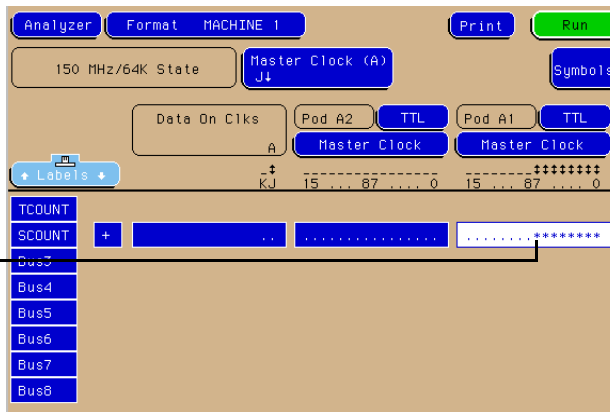 Analyzer Format MACHINE 1 Print Run
150 MHz/64K State Master Clock (A) Symbols
J↓
Data On Clks Pod A2 TTL Pod A1 TTL
A Master Clock Master Clock
↑ Labels ↓
KJ 15 ... 87 .... 0 15 ... 87 .... 0
TCOUNT
SCOUNT + .. ................ ........********
Bus3
Bus4
Bus5
Bus6
Bus7
Bus8